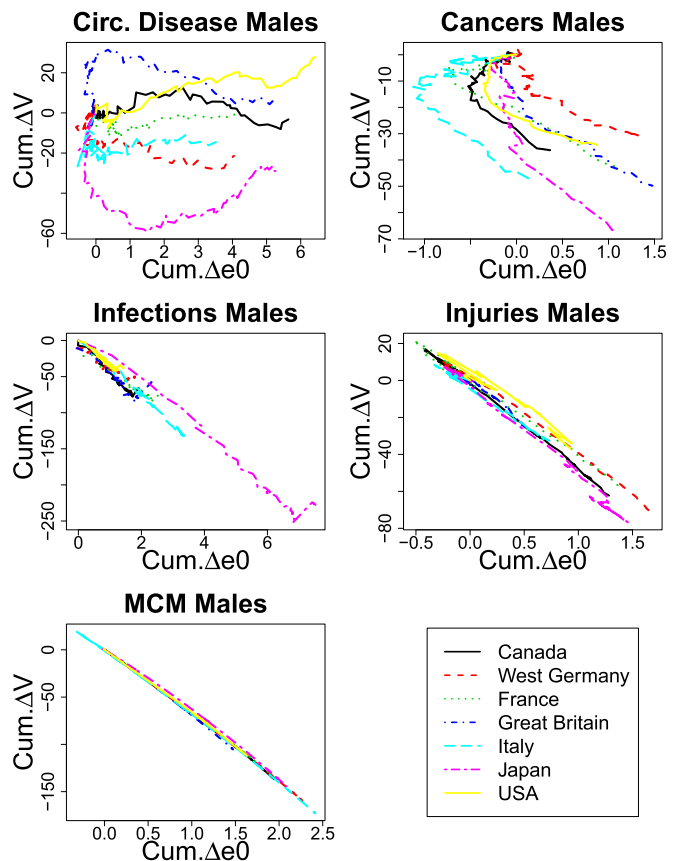 Circ. Disease Males
Cum.ΔV
20
0
−20
−60
0 1 2 3 4 5 6
Cum.Δe0
Cancers Males
Cum.ΔV
−10
−30
−50
−70
−1.0 0.0 0.5 1.0 1.5
Cum.Δe0
Infections Males
Cum.ΔV
0
−50
−150
−250
0 2 4 6
Cum.Δe0
Injuries Males
Cum.ΔV
20
0
−40
−80
−0.5 0.0 0.5 1.0 1.5
Cum.Δe0
MCM Males
Cum.ΔV
0
−50
−150
0.0 0.5 1.0 1.5 2.0 2.5
Cum.Δe0
Canada
West Germany
France
Great Britain
Italy
Japan
USA